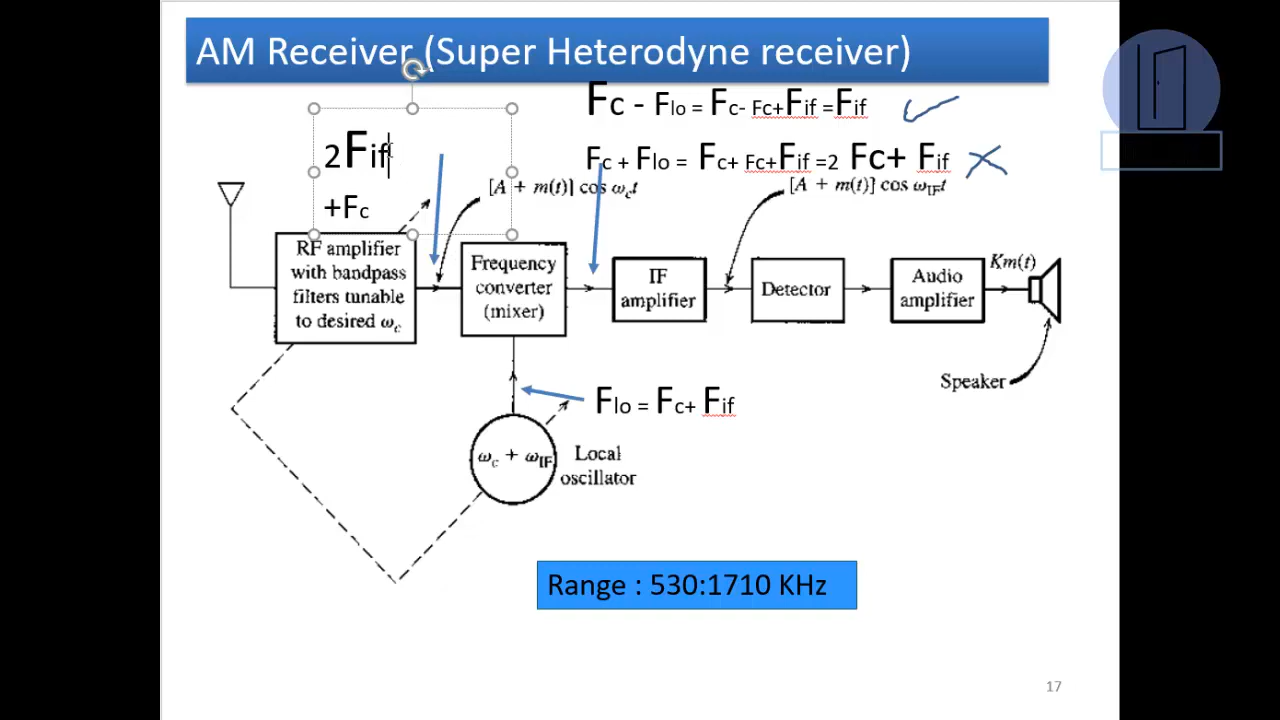 AM Receiver (Super Heterodyne receiver)
Fc - Flo = Fc- Fc+Fif =Fif
2Fif
+Fc
Fc + Flo = Fc+ Fc+Fif =2 Fc+ Fif
[A + m(t)] cos ωct
[A + m(t)] cos ωIFt
RF amplifier
with bandpass
filters tunable
to desired ωc
Frequency
converter
(mixer)
IF
amplifier
Detector
Audio
amplifier
Km(t)
Speaker
Flo = Fc+ Fif
ωc + ωIF
Local
oscillator
Range : 530:1710 KHz
17